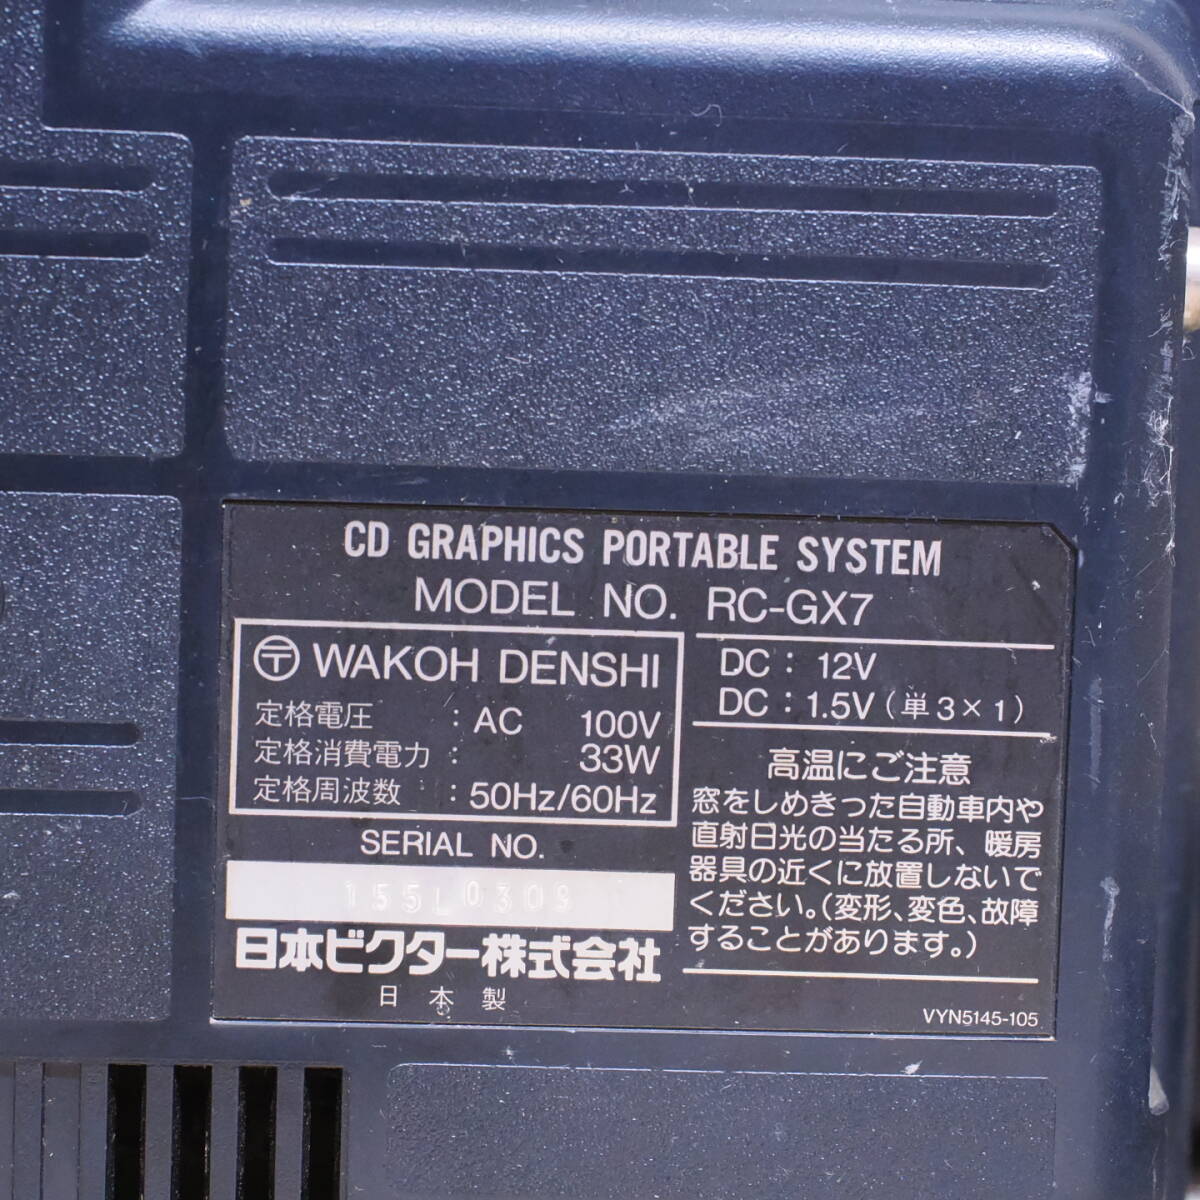 CD GRAPHICS PORTABLE SYSTEM
MODEL NO. RC-GX7
〒 WAKOH DENSHI
定格電圧 : AC 100V
定格消費電力 : 33W
定格周波数 : 50Hz/60Hz
SERIAL NO.
155L0309
日本ビクター株式会社
日本製
DC : 12V
DC : 1.5V (単3×1)
高温にご注意
窓をしめきった自動車内や
直射日光の当たる所、暖房
器具の近くに放置しないで
ください。(変形、変色、故障
することがあります。)
VYN5145-105